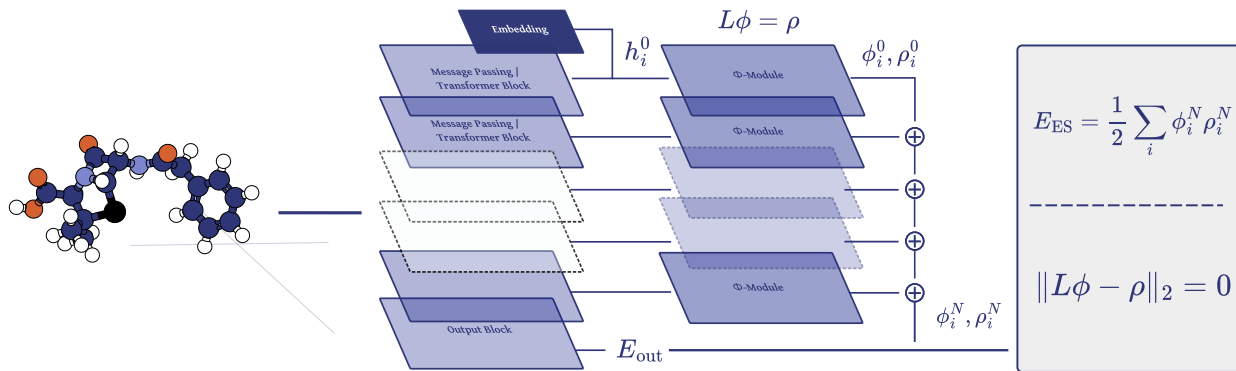 Embedding
Message Passing /
Transformer Block
h_i^0
Lϕ = ρ
Φ-Module
ϕ_i^0, ρ_i^0
Message Passing /
Transformer Block
Φ-Module
Φ-Module
Output Block
E_out
ϕ_i^N, ρ_i^N
E_ES = 1/2 ∑_i ϕ_i^N ρ_i^N
‖Lϕ − ρ‖_2 = 0